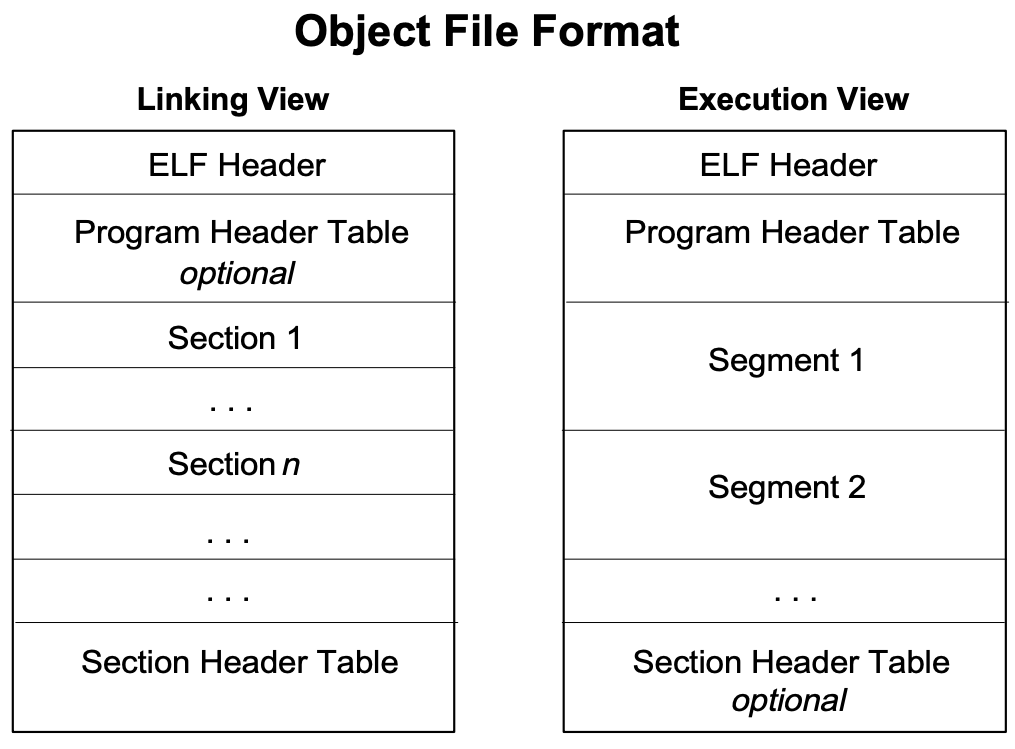 Object File Format
Linking View
ELF Header
Program Header Table
optional
Section 1
. . .
Section n
. . .
. . .
Section Header Table
Execution View
ELF Header
Program Header Table
Segment 1
Segment 2
. . .
Section Header Table
optional